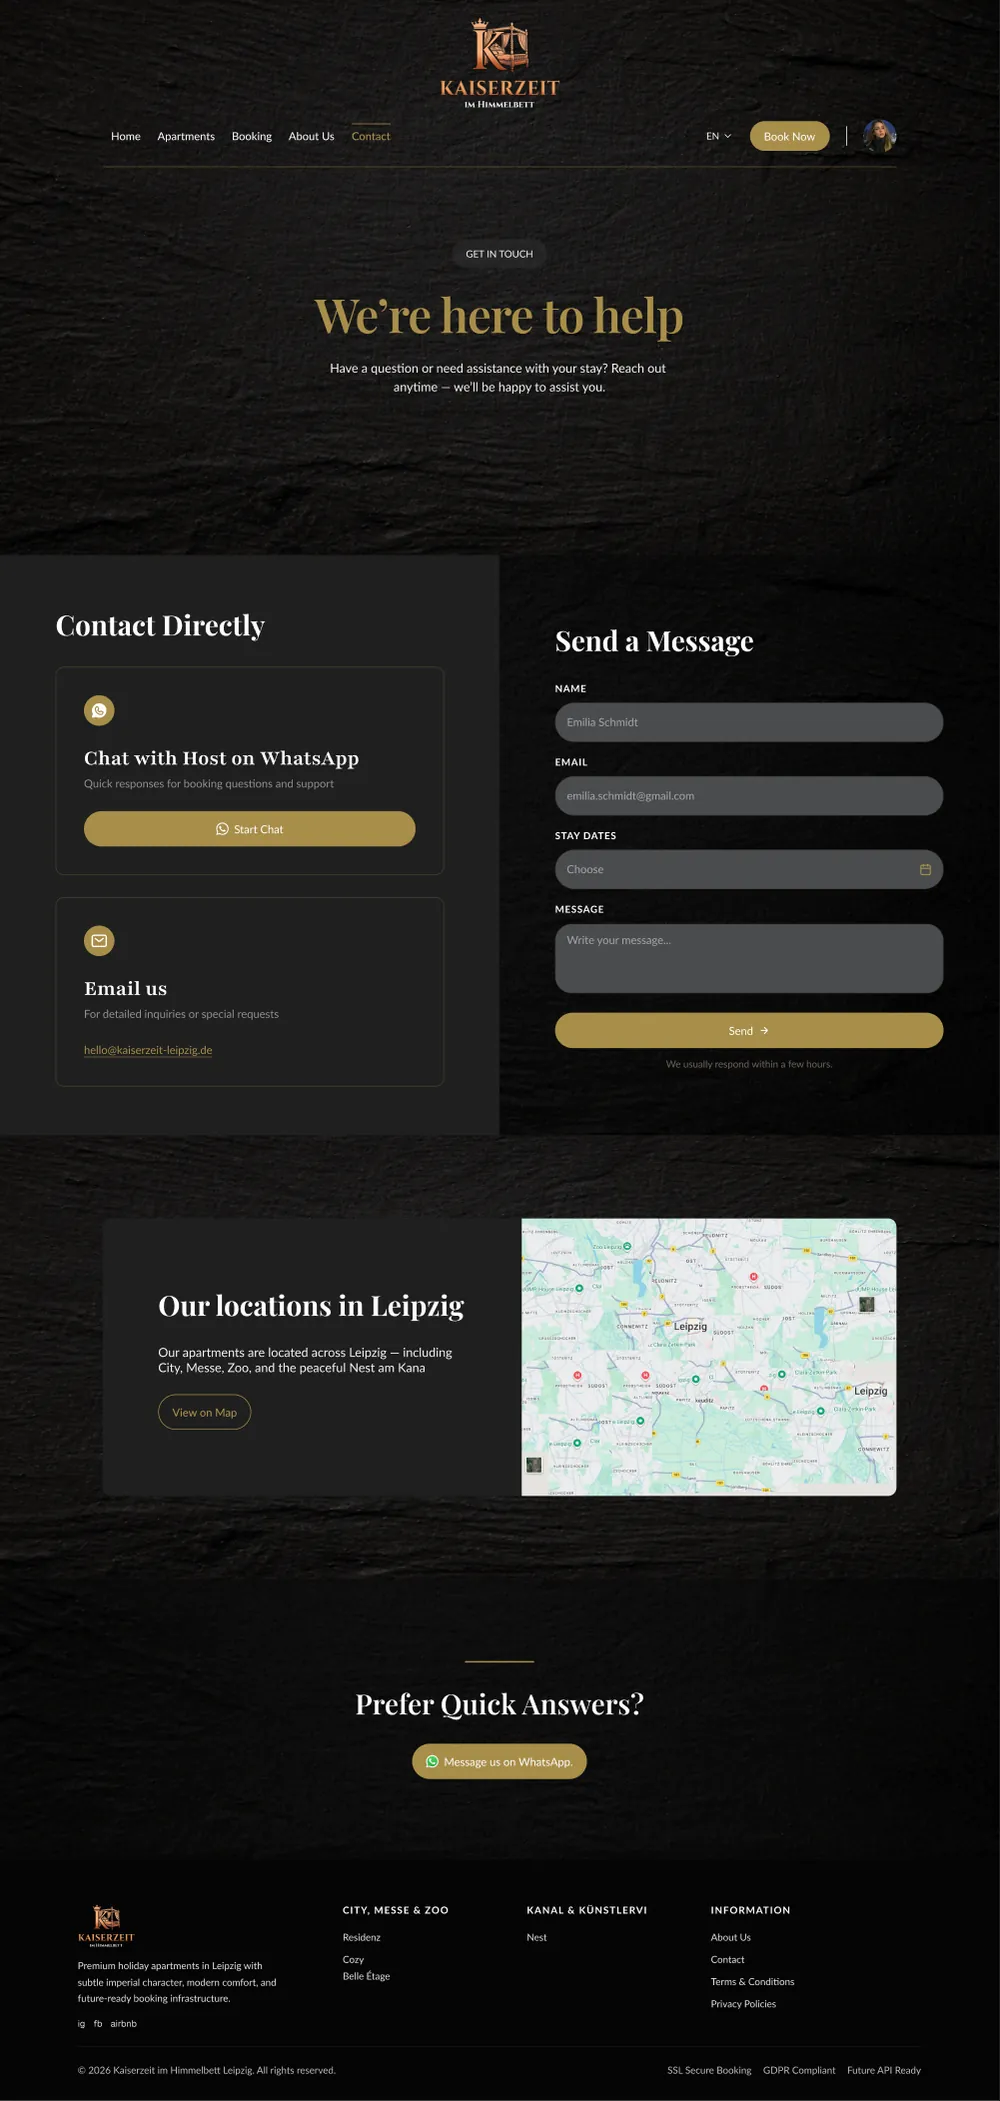 KAISERZEIT
IM HIMMELBETT
Home Apartments Booking About Us Contact
EN Book Now
GET IN TOUCH
We're here to help
Have a question or need assistance with your stay? Reach out
anytime — we'll be happy to assist you.
Contact Directly
Chat with Host on WhatsApp
Quick responses for booking questions and support
Start Chat
Email us
For detailed inquiries or special requests
hello@kaiserzeit-leipzig.de
Send a Message
NAME
Emilia Schmidt
EMAIL
emilia.schmidt@gmail.com
STAY DATES
Choose
MESSAGE
Write your message...
Send
We usually respond within a few hours.
Our locations in Leipzig
Our apartments are located across Leipzig — including
City, Messe, Zoo, and the peaceful Nest am Kana
View on Map
Leipzig
Leipzig
Prefer Quick Answers?
Message us on WhatsApp.
KAISERZEIT
IM HIMMELBETT
Premium holiday apartments in Leipzig with
subtle imperial character, modern comfort, and
future-ready booking infrastructure.
ig fb airbnb
CITY, MESSE & ZOO
Residenz
Cozy
Belle Étage
KANAL & KÜNSTLERVI
Nest
INFORMATION
About Us
Contact
Terms & Conditions
Privacy Policies
© 2026 Kaiserzeit im Himmelbett Leipzig. All rights reserved.
SSL Secure Booking GDPR Compliant Future API Ready